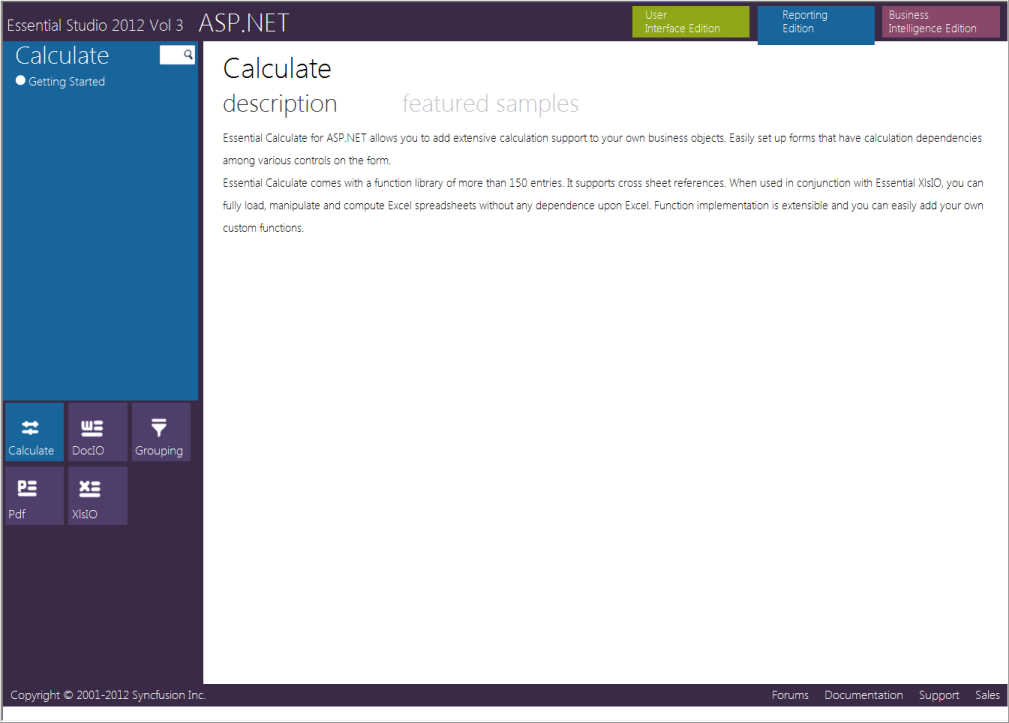 Essential Studio 2012 Vol 3 ASP.NET
User
Interface Edition
Reporting
Edition
Business
Intelligence Edition
Calculate
Getting Started
Calculate
description featured samples
Essential Calculate for ASP.NET allows you to add extensive calculation support to your own business objects. Easily set up forms that have calculation dependencies
among various controls on the form.
Essential Calculate comes with a function library of more than 150 entries. It supports cross sheet references. When used in conjunction with Essential XlsIO, you can
fully load, manipulate and compute Excel spreadsheets without any dependence upon Excel. Function implementation is extensible and you can easily add your own
custom functions.
Calculate DocIO Grouping
Pdf XlsIO
Copyright © 2001-2012 Syncfusion Inc. Forums Documentation Support Sales